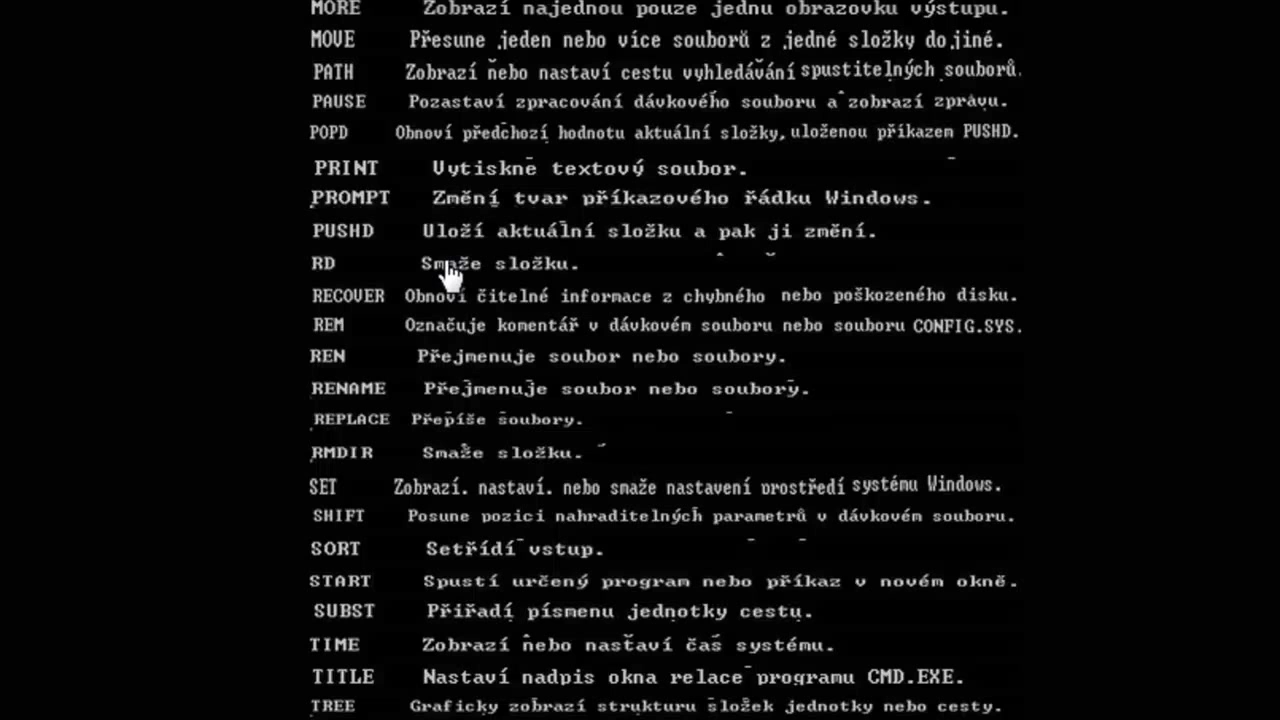 MORE Zobrazí najednou pouze jednu obrazovku výstupu.
MOVE Přesune jeden nebo více souborů z jedné složky do jiné.
PATH Zobrazí nebo nastaví cestu vyhledávání spustitelných souborů.
PAUSE Pozastaví zpracování dávkového souboru a zobrazí zprávu.
POPD Obnoví předchozí hodnotu aktuální složky, uloženou příkazem PUSHD.
PRINT Vytiskne textový soubor.
PROMPT Změní tvar příkazového řádku Windows.
PUSHD Uloží aktuální složku a pak ji změní.
RD Smaže složku.
RECOVER Obnoví čitelné informace z chybného nebo poškozeného disku.
REM Označuje komentář v dávkovém souboru nebo souboru CONFIG.SYS.
REN Přejmenuje soubor nebo soubory.
RENAME Přejmenuje soubor nebo soubory.
REPLACE Přepíše soubory.
RMDIR Smaže složku.
SET Zobrazí, nastaví, nebo smaže nastavení prostředí systému Windows.
SHIFT Posune pozici nahraditelných parametrů v dávkovém souboru.
SORT Setřídí vstup.
START Spustí určený program nebo příkaz v novém okně.
SUBST Přiřadí písmenu jednotky cestu.
TIME Zobrazí nebo nastaví čas systému.
TITLE Nastaví nadpis okna relace programu CMD.EXE.
TREE Graficky zobrazí strukturu složek jednotky nebo cesty.